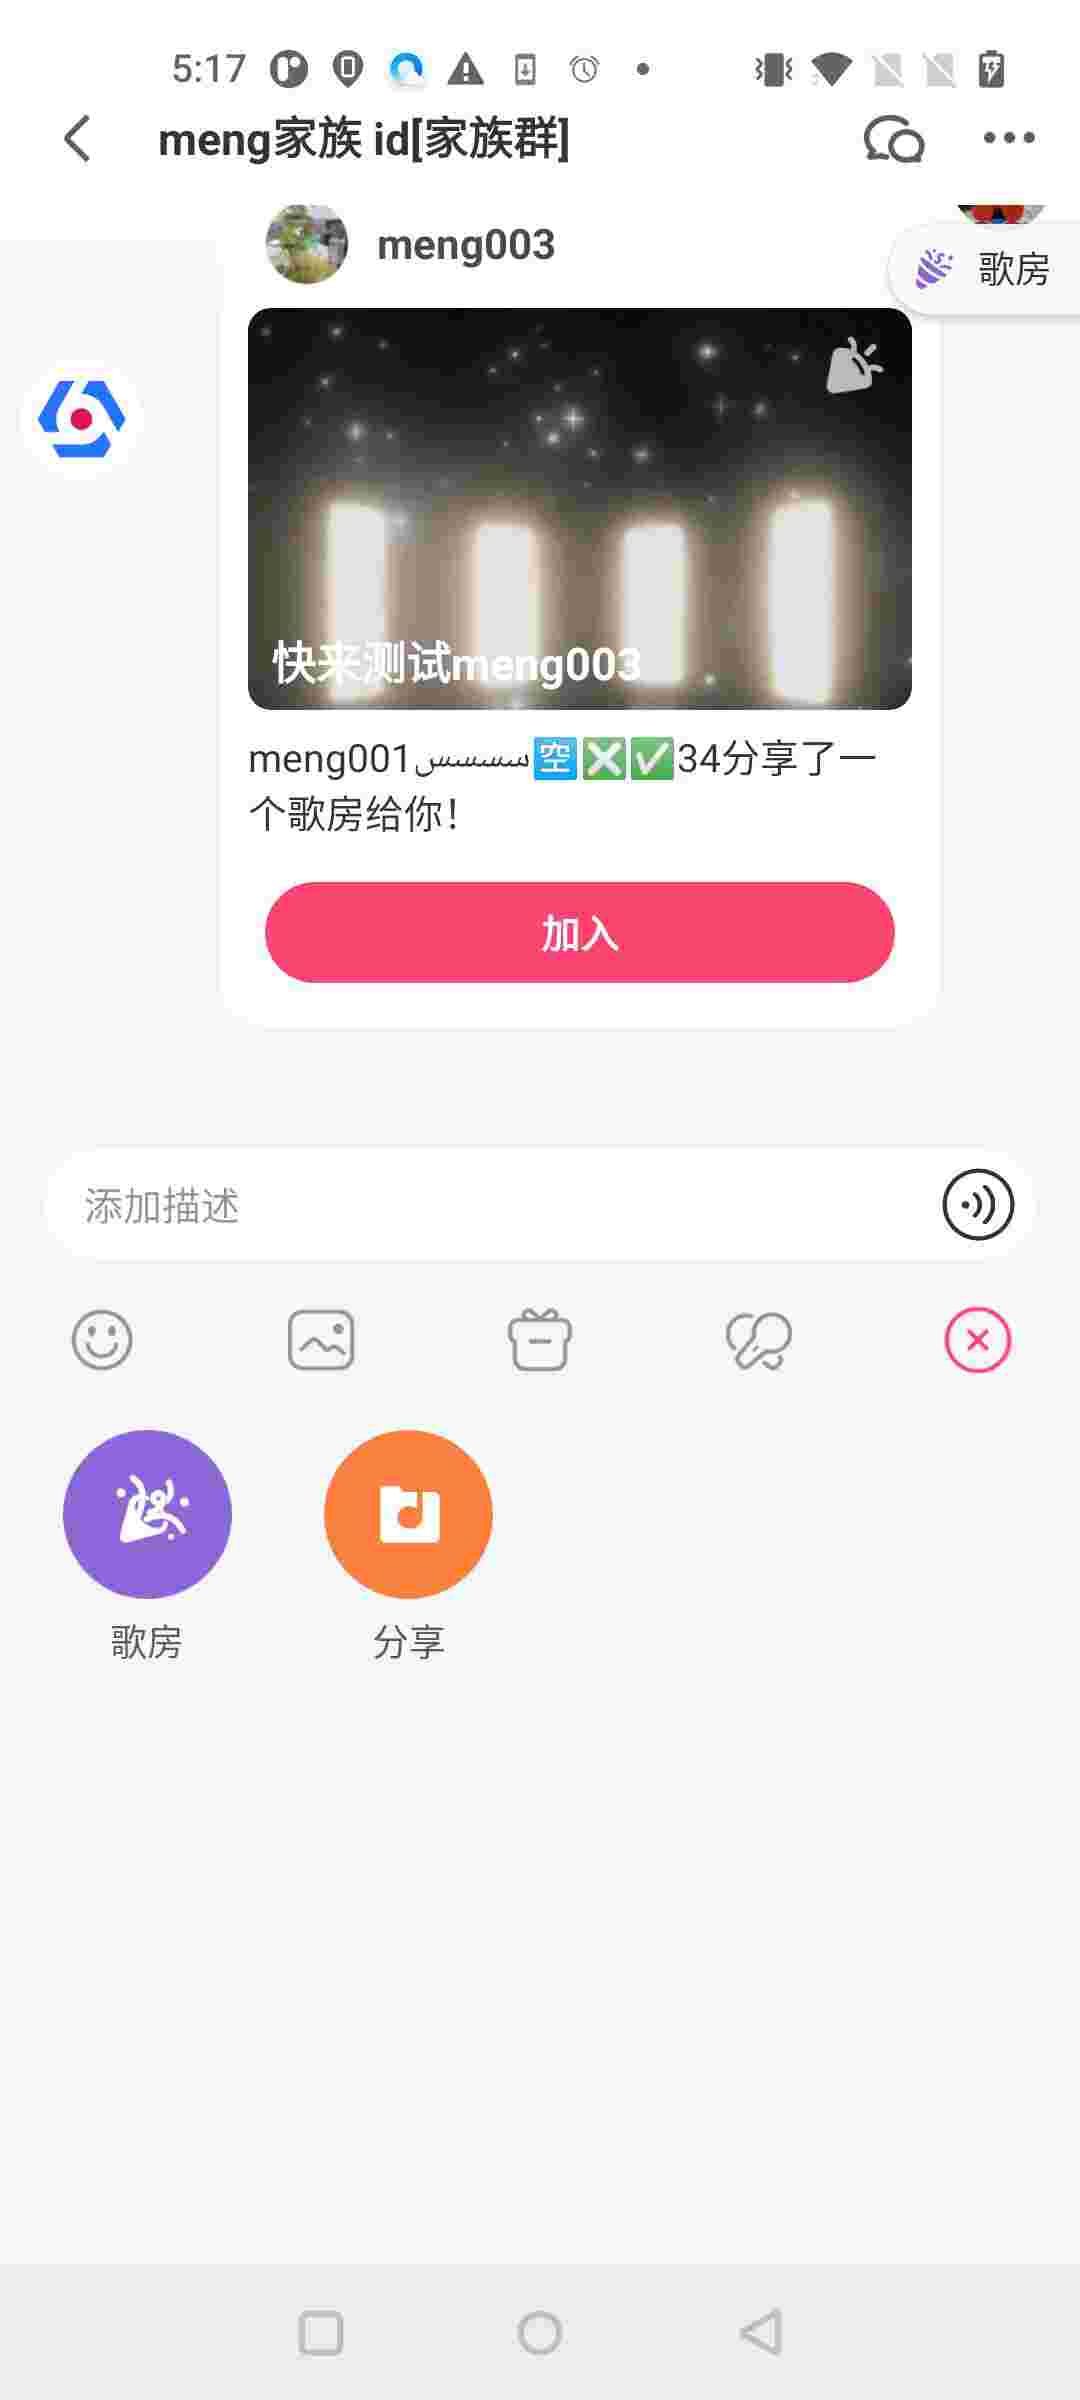 5:17
meng家族 id[家族群]
meng003
歌房
快来测试meng003
meng001سسسس🈳❎✅34分享了一
个歌房给你！
加入
添加描述
歌房
分享